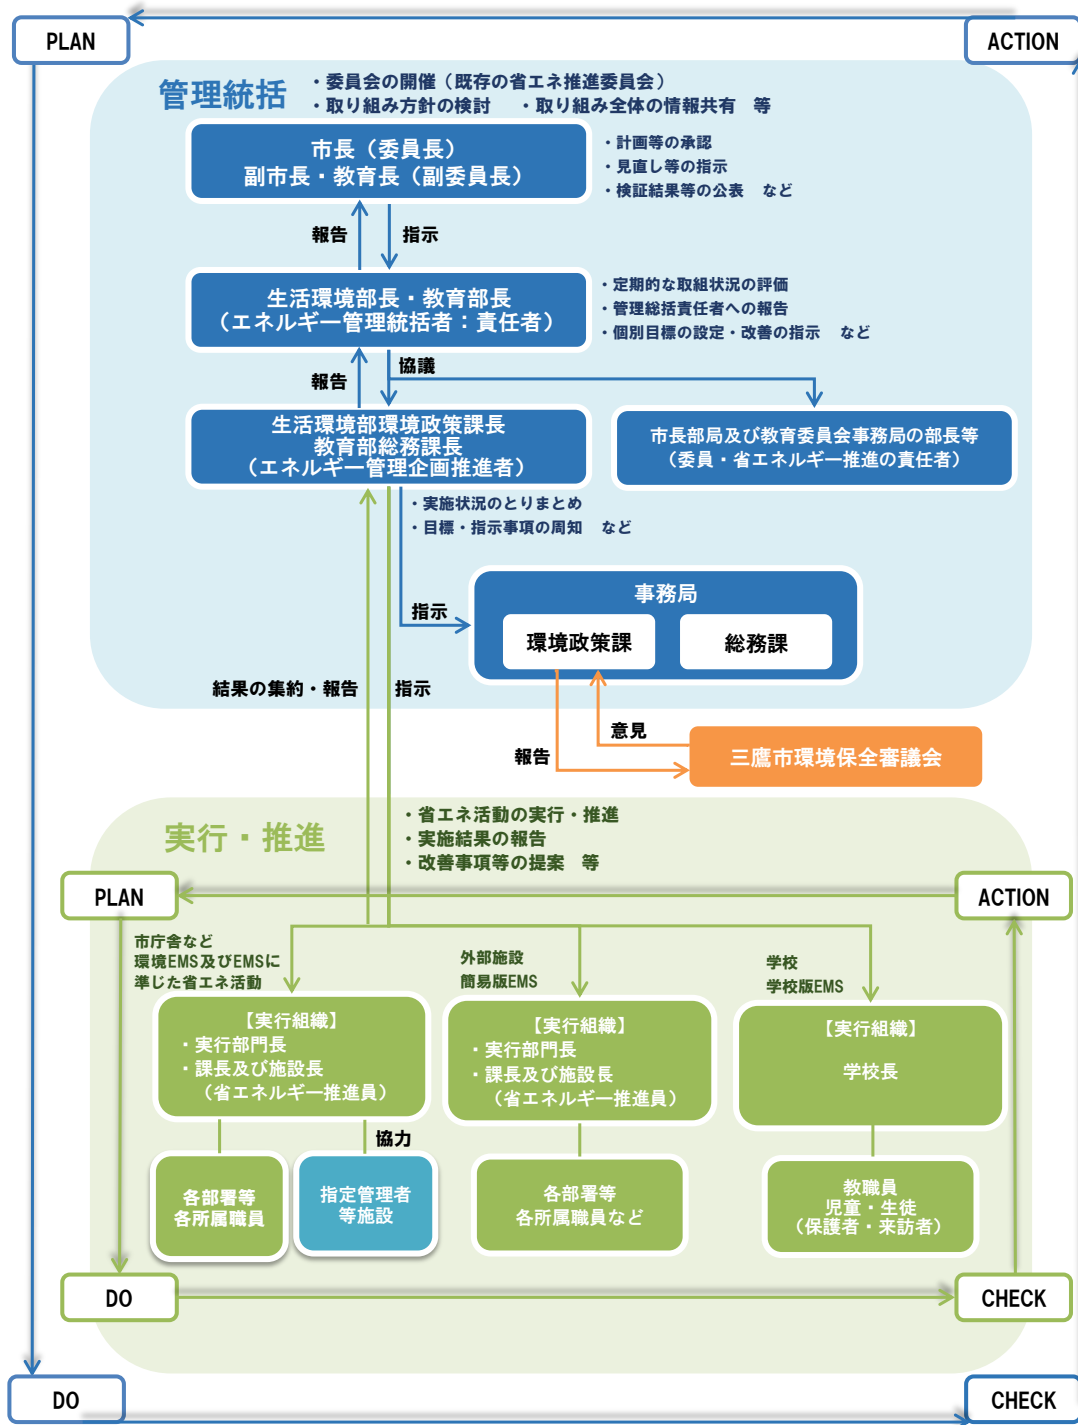 PLAN
ACTION
管理統括
・委員会の開催（既存の省エネ推進委員会）
・取り組み方針の検討　・取り組み全体の情報共有　等
市長（委員長）
副市長・教育長（副委員長）
・計画等の承認
・見直し等の指示
・検証結果等の公表　など
報告
指示
生活環境部長・教育部長
（エネルギー管理統括者：責任者）
・定期的な取組状況の評価
・管理総括責任者への報告
・個別目標の設定・改善の指示　など
協議
報告
生活環境部環境政策課長
教育部総務課長
（エネルギー管理企画推進者）
市長部局及び教育委員会事務局の部長等
（委員・省エネルギー推進の責任者）
・実施状況のとりまとめ
・目標・指示事項の周知　など
事務局
指示
環境政策課
総務課
結果の集約・報告
指示
意見
報告
三鷹市環境保全審議会
実行・推進
・省エネ活動の実行・推進
・実施結果の報告
・改善事項等の提案　等
PLAN
ACTION
市庁舎など
環境EMS及びEMSに
準じた省エネ活動
外部施設
簡易版EMS
学校
学校版EMS
【実行組織】
・実行部門長
・課長及び施設長
（省エネルギー推進員）
【実行組織】
・実行部門長
・課長及び施設長
（省エネルギー推進員）
【実行組織】
学校長
協力
各部署等
各所属職員
指定管理者
等施設
各部署等
各所属職員など
教職員
児童・生徒
（保護者・来訪者）
DO
CHECK
DO
CHECK